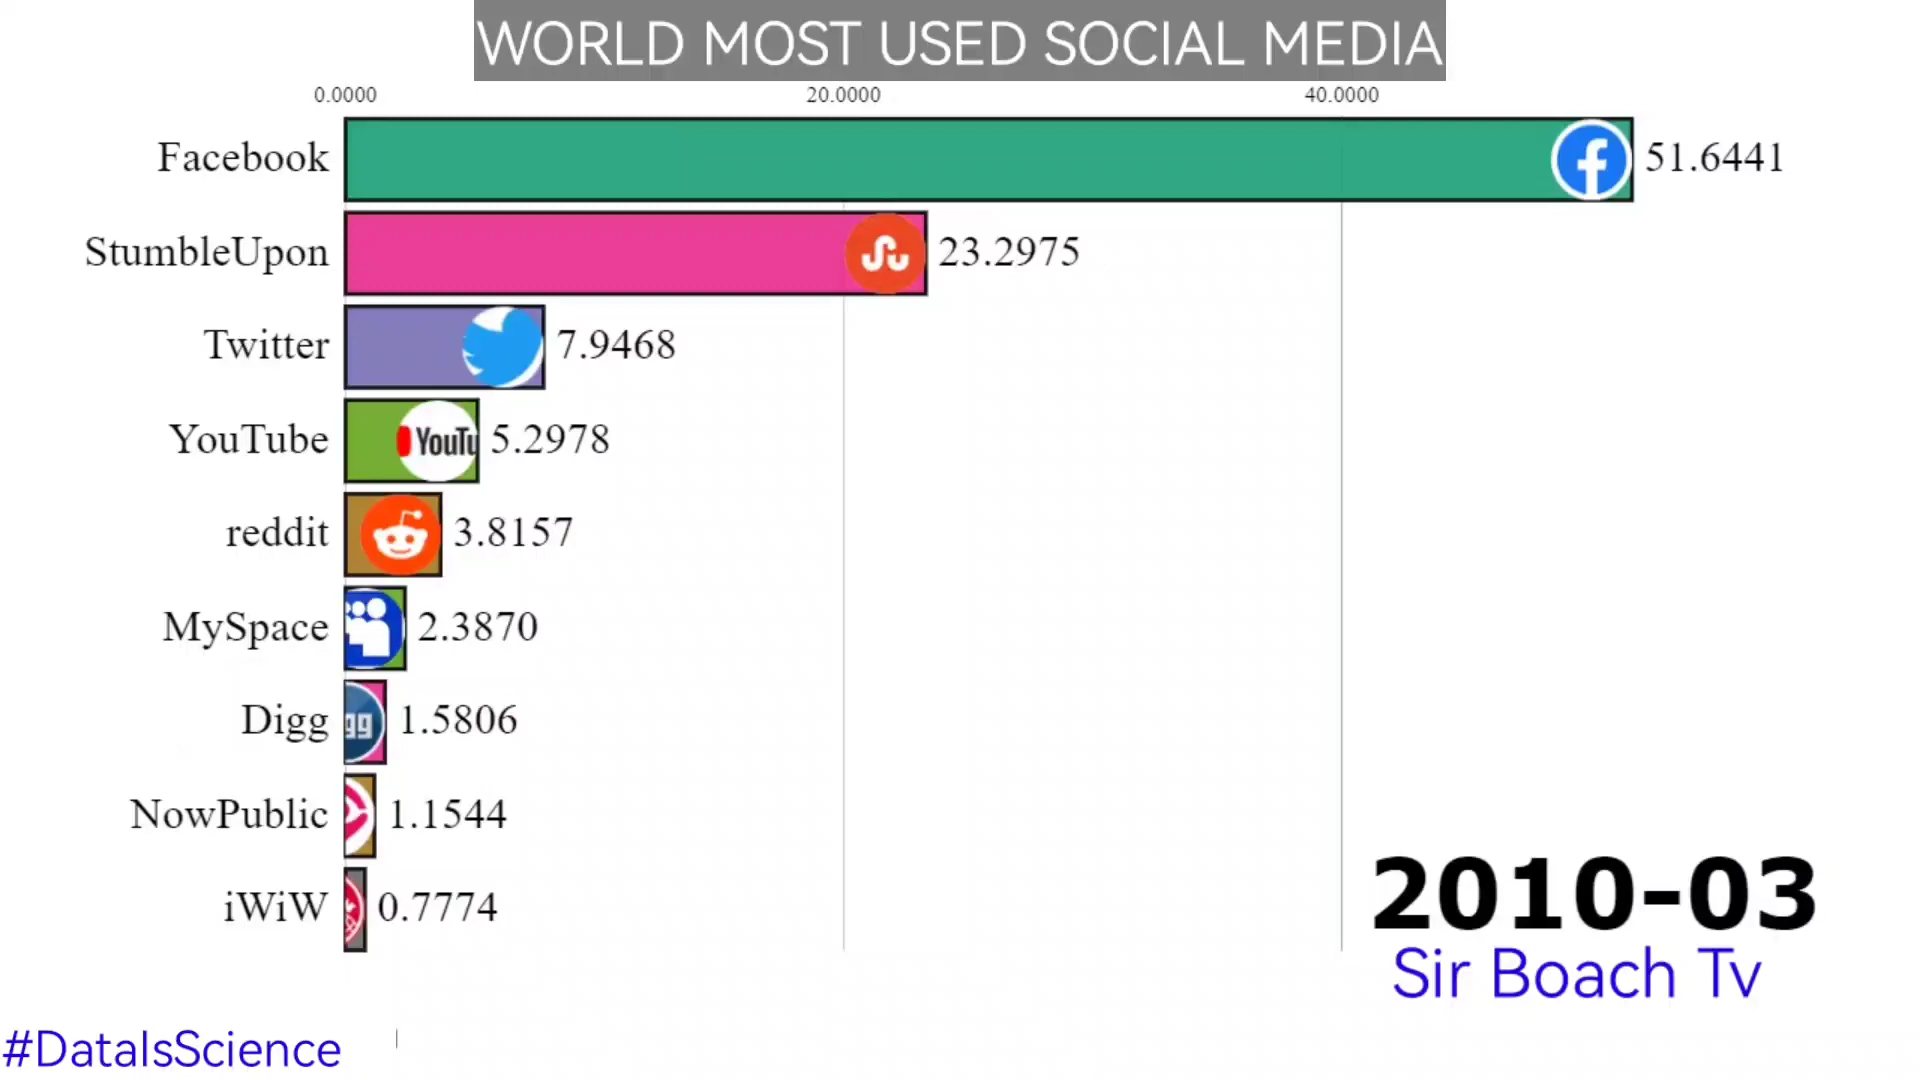 WORLD MOST USED SOCIAL MEDIA
0.0000 20.0000 40.0000
Facebook 51.6441
StumbleUpon 23.2975
Twitter 7.9468
YouTube YouTu 5.2978
reddit 3.8157
MySpace 2.3870
Digg gg 1.5806
NowPublic 1.1544
iWiW 0.7774
2010-03
Sir Boach Tv
#DataIsScience